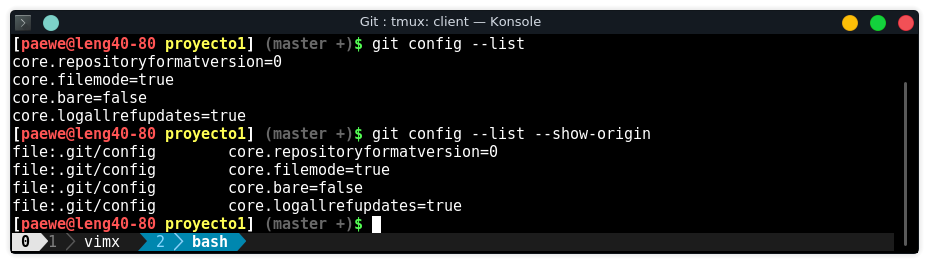 Git : tmux: client — Konsole
[paewe@leng40-80 proyecto1] (master +)$ git config --list
core.repositoryformatversion=0
core.filemode=true
core.bare=false
core.logallrefupdates=true
[paewe@leng40-80 proyecto1] (master +)$ git config --list --show-origin
file:.git/config        core.repositoryformatversion=0
file:.git/config        core.filemode=true
file:.git/config        core.bare=false
file:.git/config        core.logallrefupdates=true
[paewe@leng40-80 proyecto1] (master +)$
0 1 vimx 2 bash